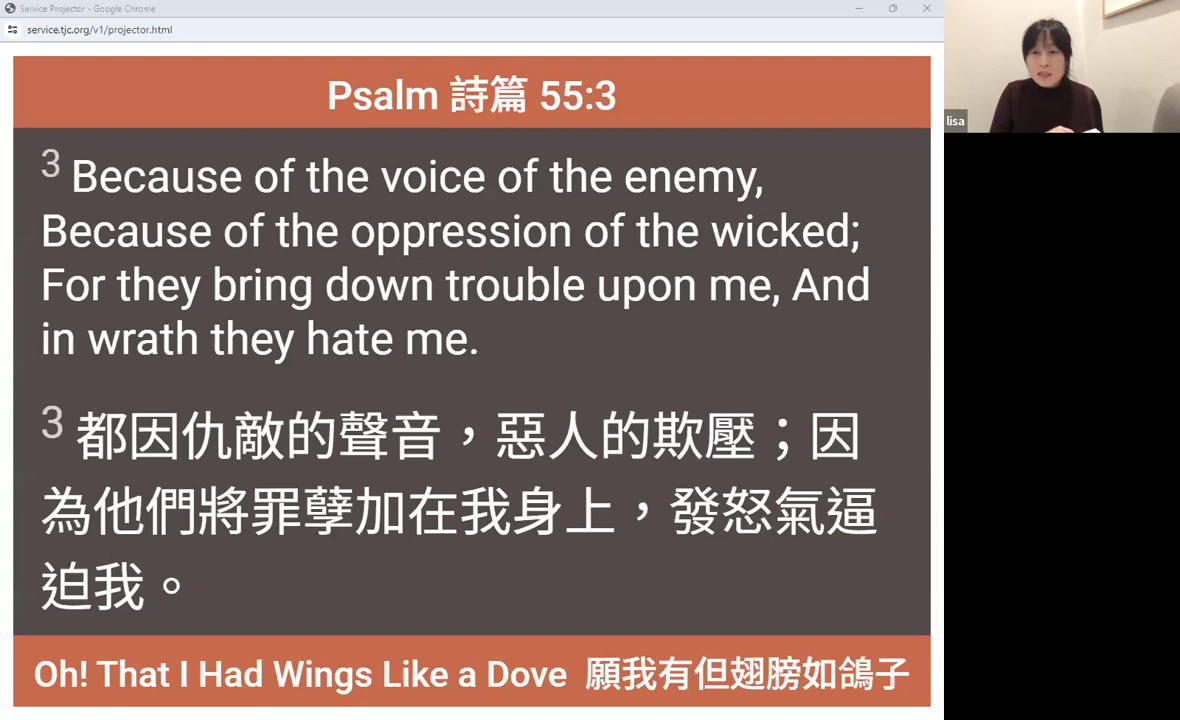 Service Projector - Google Chrome
service.tjc.org/v1/projector.html
Psalm 詩篇 55:3
3 Because of the voice of the enemy,
Because of the oppression of the wicked;
For they bring down trouble upon me, And
in wrath they hate me.
3 都因仇敵的聲音，惡人的欺壓；因
為他們將罪孽加在我身上，發怒氣逼
迫我。
Oh! That I Had Wings Like a Dove 願我有但翅膀如鴿子
lisa